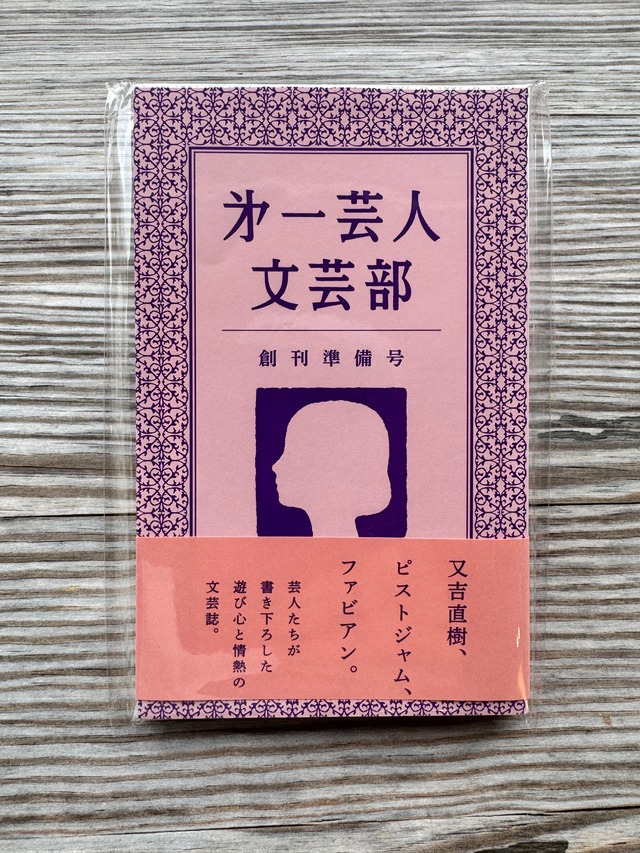 㐧一芸人
文芸部
創刊準備号
又吉直樹、
ピストジャム、
ファビアン。
芸人たちが
書き下ろした
遊び心と情熱の
文芸誌。